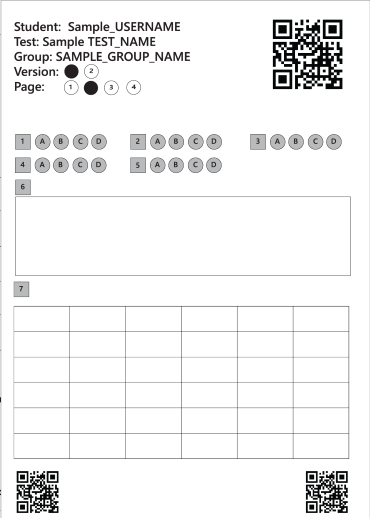 Student: Sample_USERNAME
Test: Sample TEST_NAME
Group: SAMPLE_GROUP_NAME
Version: 2
Page: 1 3 4
1 A B C D 2 A B C D 3 A B C D
4 A B C D 5 A B C D
6
7